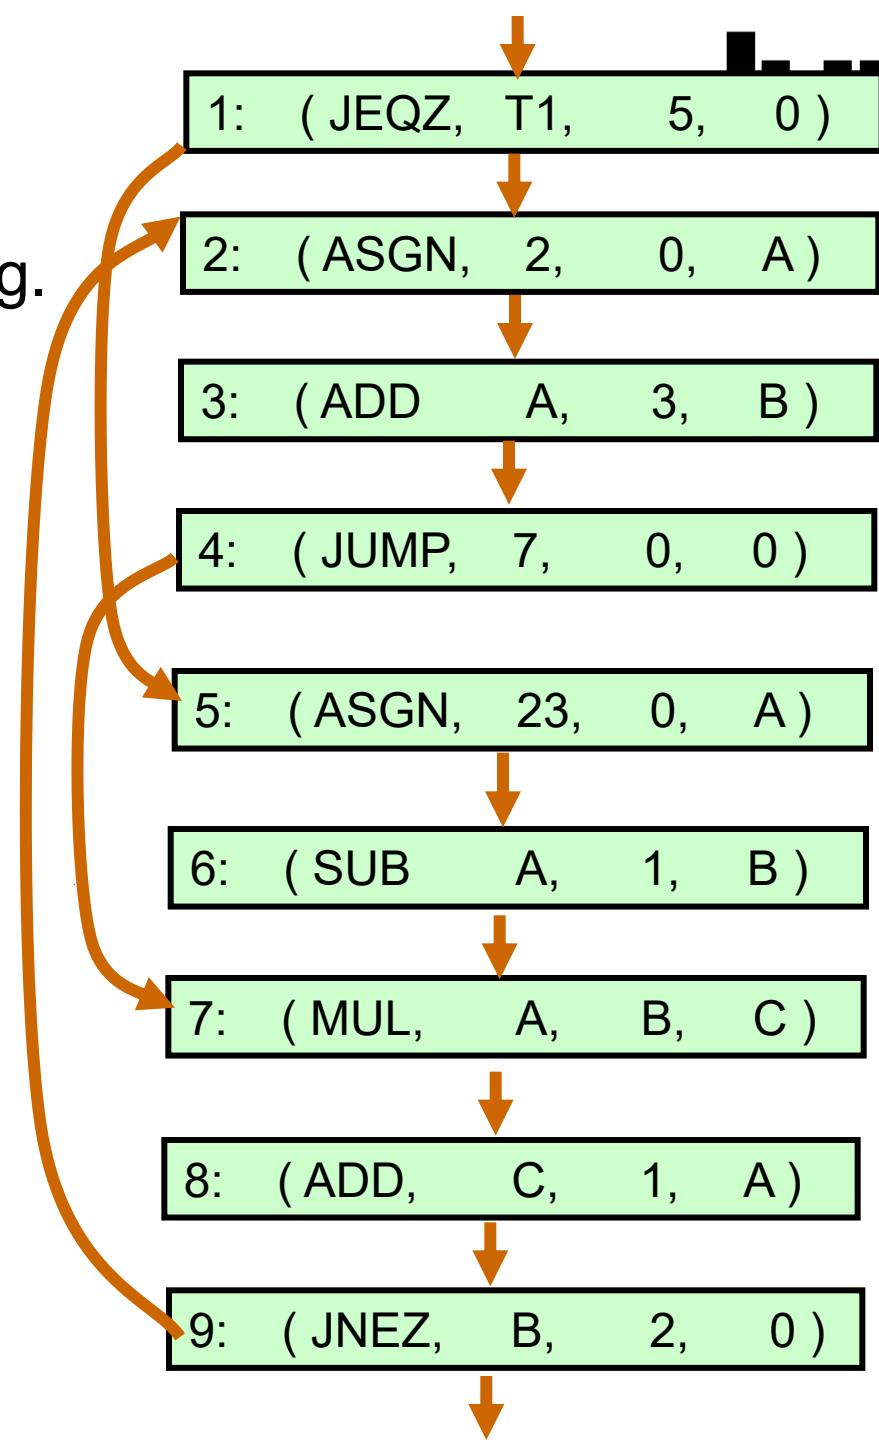 1: ( JEQZ, T1, 5, 0 )
2: ( ASGN, 2, 0, A )
g.
3: ( ADD A, 3, B )
4: ( JUMP, 7, 0, 0 )
5: ( ASGN, 23, 0, A )
6: ( SUB A, 1, B )
7: ( MUL, A, B, C )
8: ( ADD, C, 1, A )
9: ( JNEZ, B, 2, 0 )